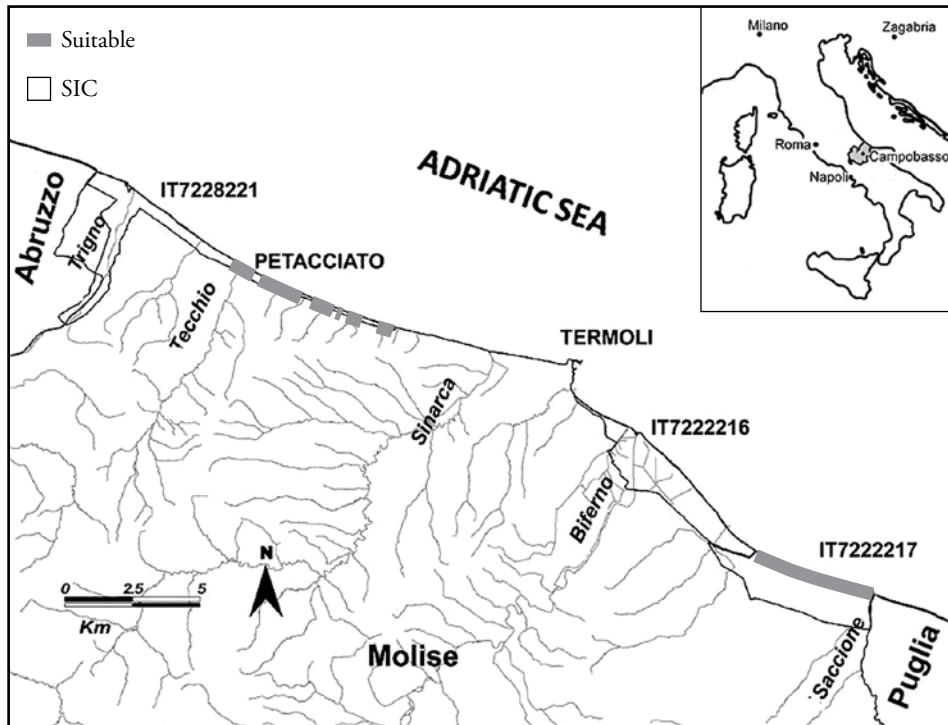 Suitable
SIC
Milano
Zagabria
Roma
Campobasso
Napoli
ADRIATIC SEA
Abruzzo
Trigno
IT7228221
PETACCIATO
Tecchio
TERMOLI
Sinarca
IT7222216
Biferno
IT7222217
N
0 2.5 5
Km
Molise
Saccione
Puglia